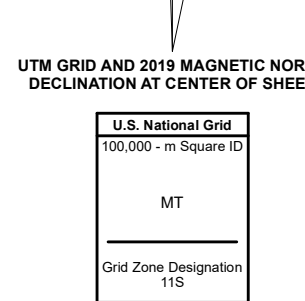 UTM GRID AND 2019 MAGNETIC NOR
DECLINATION AT CENTER OF SHEE
U.S. National Grid
100,000 - m Square ID
MT
Grid Zone Designation
11S